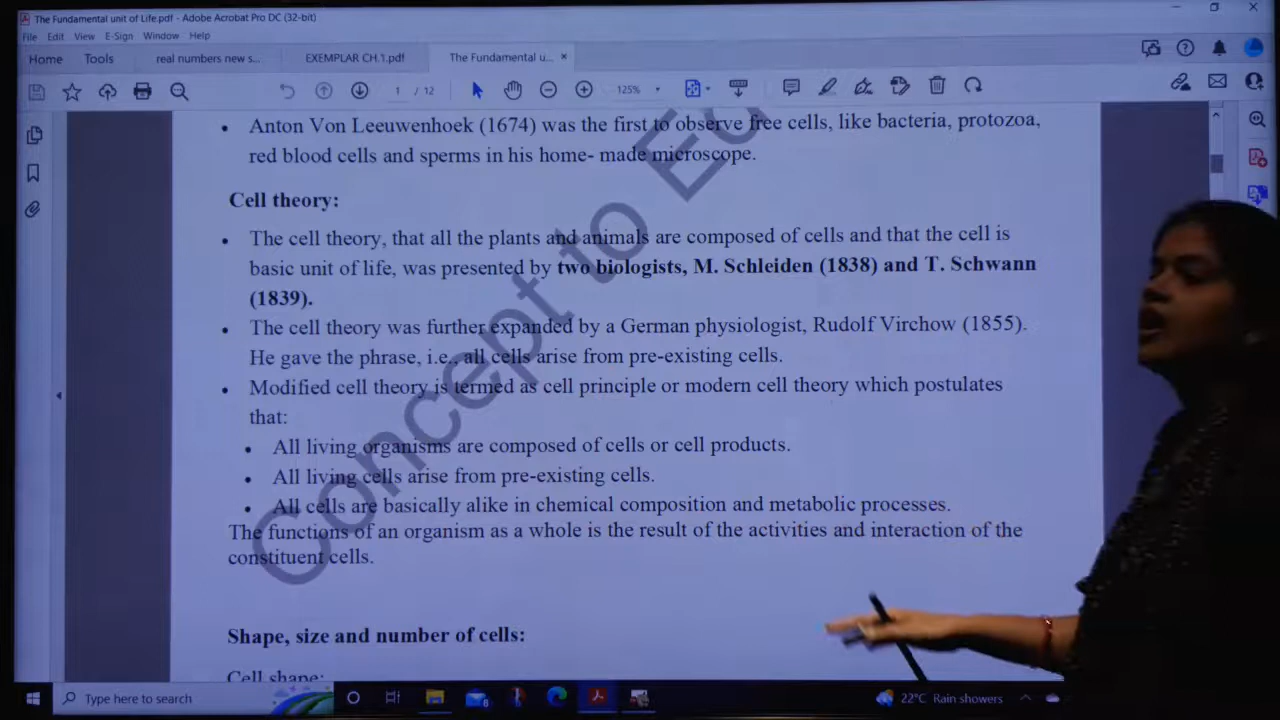 The Fundamental unit of Life.pdf - Adobe Acrobat Pro DC (32-bit)
File Edit View E-Sign Window Help
Home Tools real numbers new s... EXEMPLAR CH.1.pdf The Fundamental u... ×
1 / 12 125%
Anton Von Leeuwenhoek (1674) was the first to observe free cells, like bacteria, protozoa,
red blood cells and sperms in his home- made microscope.
Cell theory:
The cell theory, that all the plants and animals are composed of cells and that the cell is
basic unit of life, was presented by two biologists, M. Schleiden (1838) and T. Schwann
(1839).
The cell theory was further expanded by a German physiologist, Rudolf Virchow (1855).
He gave the phrase, i.e., all cells arise from pre-existing cells.
Modified cell theory is termed as cell principle or modern cell theory which postulates
that:
All living organisms are composed of cells or cell products.
All living cells arise from pre-existing cells.
All cells are basically alike in chemical composition and metabolic processes.
The functions of an organism as a whole is the result of the activities and interaction of the
constituent cells.
Shape, size and number of cells:
Cell shape:
Concept to Ed
Type here to search
22°C Rain showers